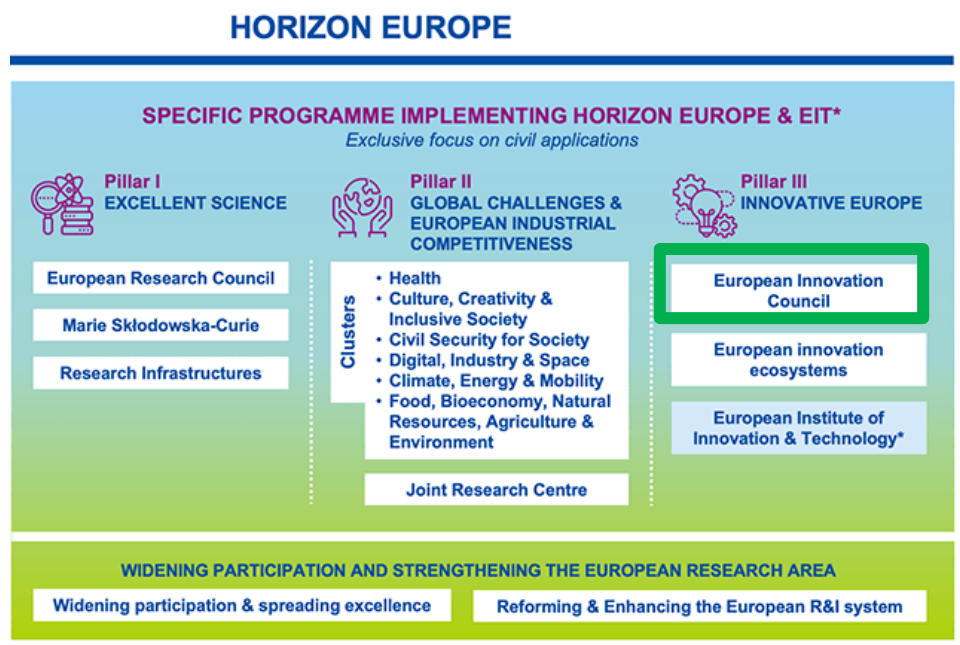 HORIZON EUROPE
SPECIFIC PROGRAMME IMPLEMENTING HORIZON EUROPE & EIT*
Exclusive focus on civil applications
Pillar I
EXCELLENT SCIENCE
European Research Council
Marie Skłodowska-Curie
Research Infrastructures
Pillar II
GLOBAL CHALLENGES &
EUROPEAN INDUSTRIAL
COMPETITIVENESS
Clusters
• Health
• Culture, Creativity &
Inclusive Society
• Civil Security for Society
• Digital, Industry & Space
• Climate, Energy & Mobility
• Food, Bioeconomy, Natural
Resources, Agriculture &
Environment
Joint Research Centre
Pillar III
INNOVATIVE EUROPE
European Innovation
Council
European innovation
ecosystems
European Institute of
Innovation & Technology*
WIDENING PARTICIPATION AND STRENGTHENING THE EUROPEAN RESEARCH AREA
Widening participation & spreading excellence
Reforming & Enhancing the European R&I system